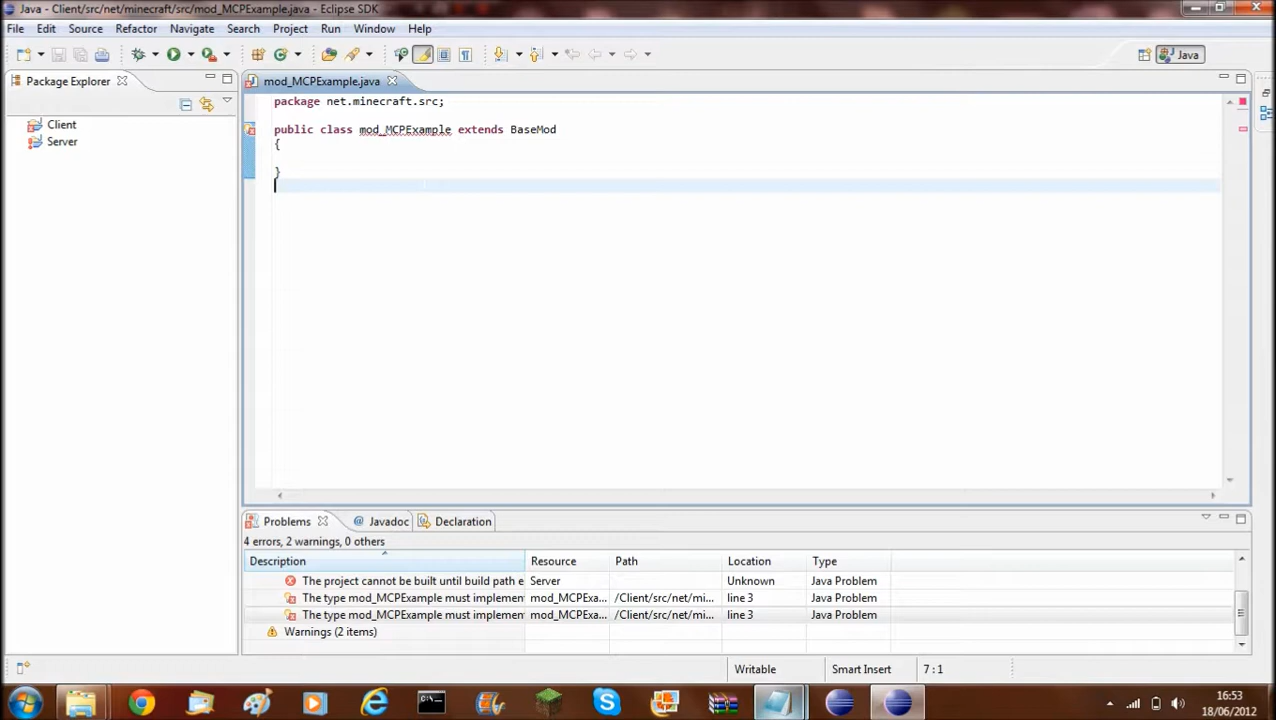 Java - Client/src/net/minecraft/src/mod_MCPExample.java - Eclipse SDK
File Edit Source Refactor Navigate Search Project Run Window Help
Java
Package Explorer
mod_MCPExample.java
Client
Server
package net.minecraft.src;
public class mod_MCPExample extends BaseMod
{
}
Problems @ Javadoc Declaration
4 errors, 2 warnings, 0 others
Description Resource Path Location Type
The project cannot be built until build path e Server Unknown Java Problem
The type mod_MCPExample must implement mod_MCPExa... /Client/src/net/mi... line 3 Java Problem
The type mod_MCPExample must implement mod_MCPExa... /Client/src/net/mi... line 3 Java Problem
Warnings (2 items)
Writable Smart Insert 7 : 1
16:53
18/06/2012